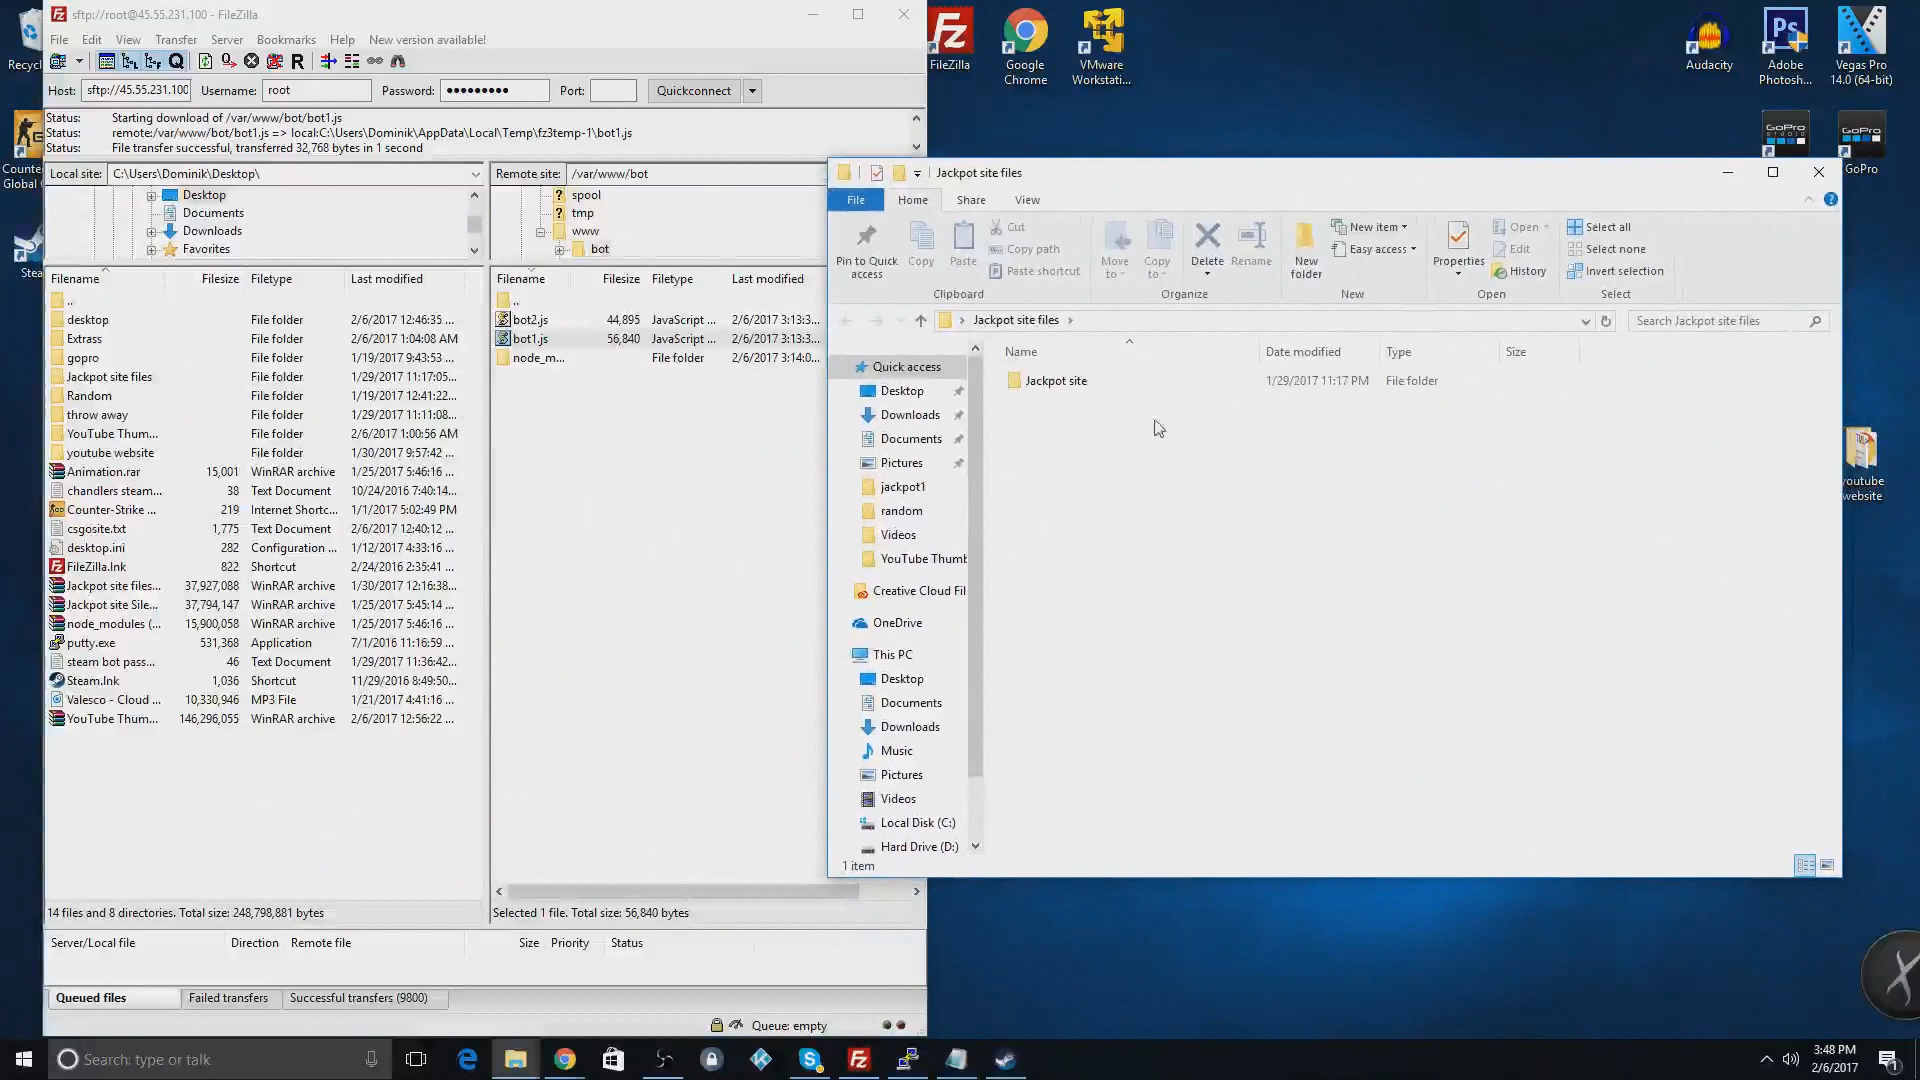 sftp://root@45.55.231.100 - FileZilla
File Edit View Transfer Server Bookmarks Help New version available!
Host: sftp://45.55.231.100 Username: root Password: ●●●●●●●●● Port: Quickconnect
Status: Starting download of /var/www/bot/bot1.js
Status: remote:/var/www/bot/bot1.js => local:C:\Users\Dominik\AppData\Local\Temp\fz3temp-1\bot1.js
Status: File transfer successful, transferred 32,768 bytes in 1 second
Local site: C:\Users\Dominik\Desktop\
Desktop
Documents
Downloads
Favorites
Filename Filesize Filetype Last modified
..
desktop File folder 2/6/2017 12:46:35 ...
Extrass File folder 2/6/2017 1:04:08 AM
gopro File folder 1/19/2017 9:43:53 ...
Jackpot site files File folder 1/29/2017 11:17:05...
Random File folder 1/19/2017 12:41:22...
throw away File folder 1/29/2017 11:11:08...
YouTube Thum... File folder 2/6/2017 1:00:56 AM
youtube website File folder 1/30/2017 9:57:42 ...
Animation.rar 15,001 WinRAR archive 1/25/2017 5:46:16 ...
chandlers steam... 38 Text Document 10/24/2016 7:40:14...
Counter-Strike ... 219 Internet Shortc... 1/1/2017 5:02:49 PM
csgosite.txt 1,775 Text Document 2/6/2017 12:40:12 ...
desktop.ini 282 Configuration ... 1/12/2017 4:33:16 ...
FileZilla.lnk 822 Shortcut 2/24/2016 2:35:41 ...
Jackpot site files... 37,927,088 WinRAR archive 1/30/2017 12:16:38...
Jackpot site Sile... 37,794,147 WinRAR archive 1/25/2017 5:45:14 ...
node_modules (... 15,900,058 WinRAR archive 1/25/2017 5:46:16 ...
putty.exe 531,368 Application 7/1/2016 11:16:59 ...
steam bot pass... 46 Text Document 1/29/2017 11:36:42...
Steam.lnk 1,036 Shortcut 11/29/2016 8:49:50...
Valesco - Cloud ... 10,330,946 MP3 File 1/21/2017 4:41:16 ...
YouTube Thum... 146,296,055 WinRAR archive 2/6/2017 12:56:22 ...
14 files and 8 directories. Total size: 248,798,881 bytes
Remote site: /var/www/bot
spool
tmp
www
bot
Filename Filesize Filetype Last modified
..
bot2.js 44,895 JavaScript ... 2/6/2017 3:13:3...
bot1.js 56,840 JavaScript ... 2/6/2017 3:13:3...
node_m... File folder 2/6/2017 3:14:0...
Selected 1 file. Total size: 56,840 bytes
Server/Local file Direction Remote file Size Priority Status
Queued files Failed transfers Successful transfers (9800)
Queue: empty
Jackpot site files
File Home Share View
Pin to Quick access
Copy
Paste
Cut
Copy path
Paste shortcut
Clipboard
Move to
Copy to
Delete
Rename
Organize
New folder
New item
Easy access
New
Properties
Open
Edit
History
Open
Select all
Select none
Invert selection
Select
Jackpot site files
Search Jackpot site files
Name Date modified Type Size
Jackpot site 1/29/2017 11:17 PM File folder
Quick access
Desktop
Downloads
Documents
Pictures
jackpot1
random
Videos
YouTube Thumb
Creative Cloud Fil
OneDrive
This PC
Desktop
Documents
Downloads
Music
Pictures
Videos
Local Disk (C:)
Hard Drive (D:)
1 item
Recyc
Counte
Global
Stea
FileZilla
Google Chrome
VMware Workstati...
Audacity
Adobe Photosh...
Vegas Pro 14.0 (64-bit)
GoPro
STUDIO
GoPro
GoPro
youtube website
Search: type or talk
3:48 PM
2/6/2017